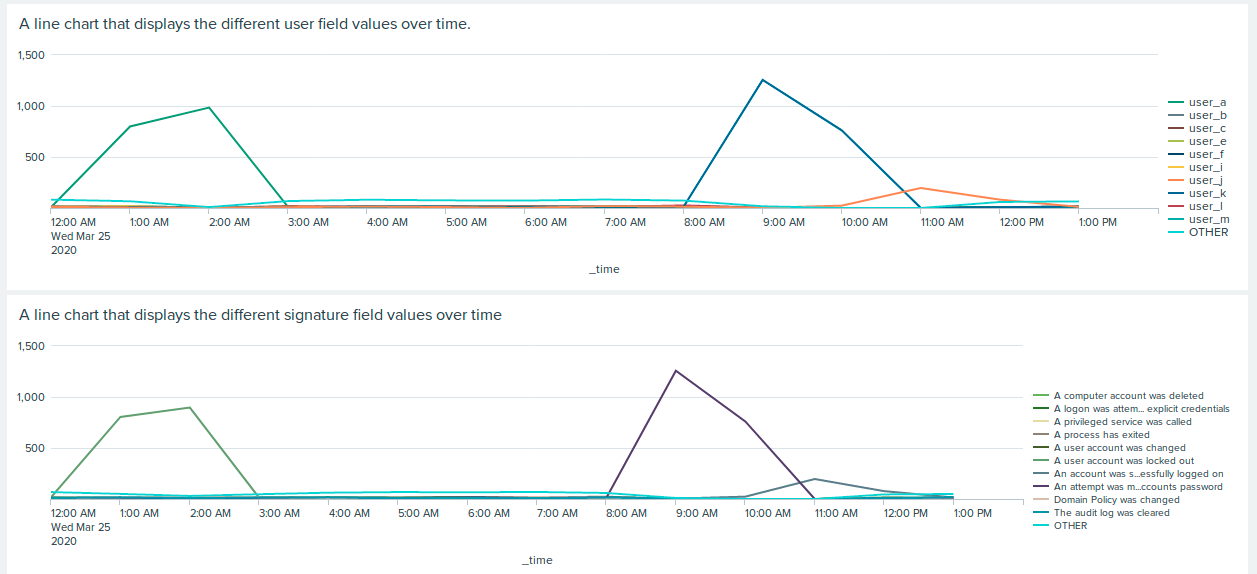 A line chart that displays the different user field values over time.
1,500
1,000
500
12:00 AM 1:00 AM 2:00 AM 3:00 AM 4:00 AM 5:00 AM 6:00 AM 7:00 AM 8:00 AM 9:00 AM 10:00 AM 11:00 AM 12:00 PM 1:00 PM
Wed Mar 25
2020
_time
user_a
user_b
user_c
user_e
user_f
user_i
user_j
user_k
user_l
user_m
OTHER
A line chart that displays the different signature field values over time
1,500
1,000
500
12:00 AM 1:00 AM 2:00 AM 3:00 AM 4:00 AM 5:00 AM 6:00 AM 7:00 AM 8:00 AM 9:00 AM 10:00 AM 11:00 AM 12:00 PM 1:00 PM
Wed Mar 25
2020
_time
A computer account was deleted
A logon was attem... explicit credentials
A privileged service was called
A process has exited
A user account was changed
A user account was locked out
An account was s...essfully logged on
An attempt was m...ccounts password
Domain Policy was changed
The audit log was cleared
OTHER